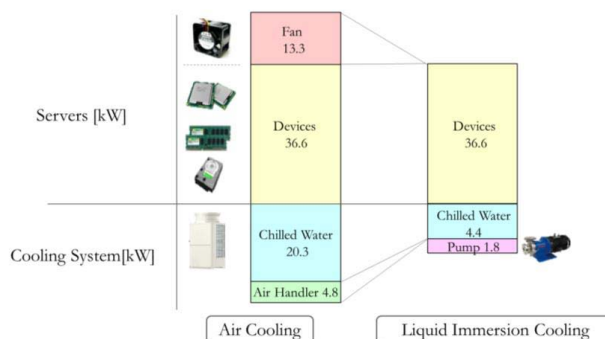 Fan
13.3
Servers [kW]
Devices
36.6
Devices
36.6
Cooling System[kW]
Chilled Water
20.3
Chilled Water
4.4
Pump 1.8
Air Handler 4.8
Air Cooling
Liquid Immersion Cooling